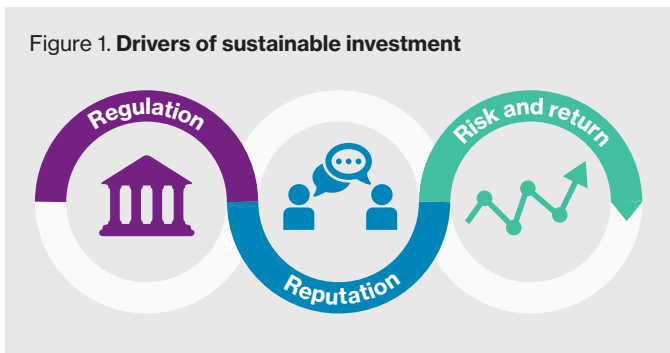 Figure 1. Drivers of sustainable investment
Regulation
Reputation
Risk and return